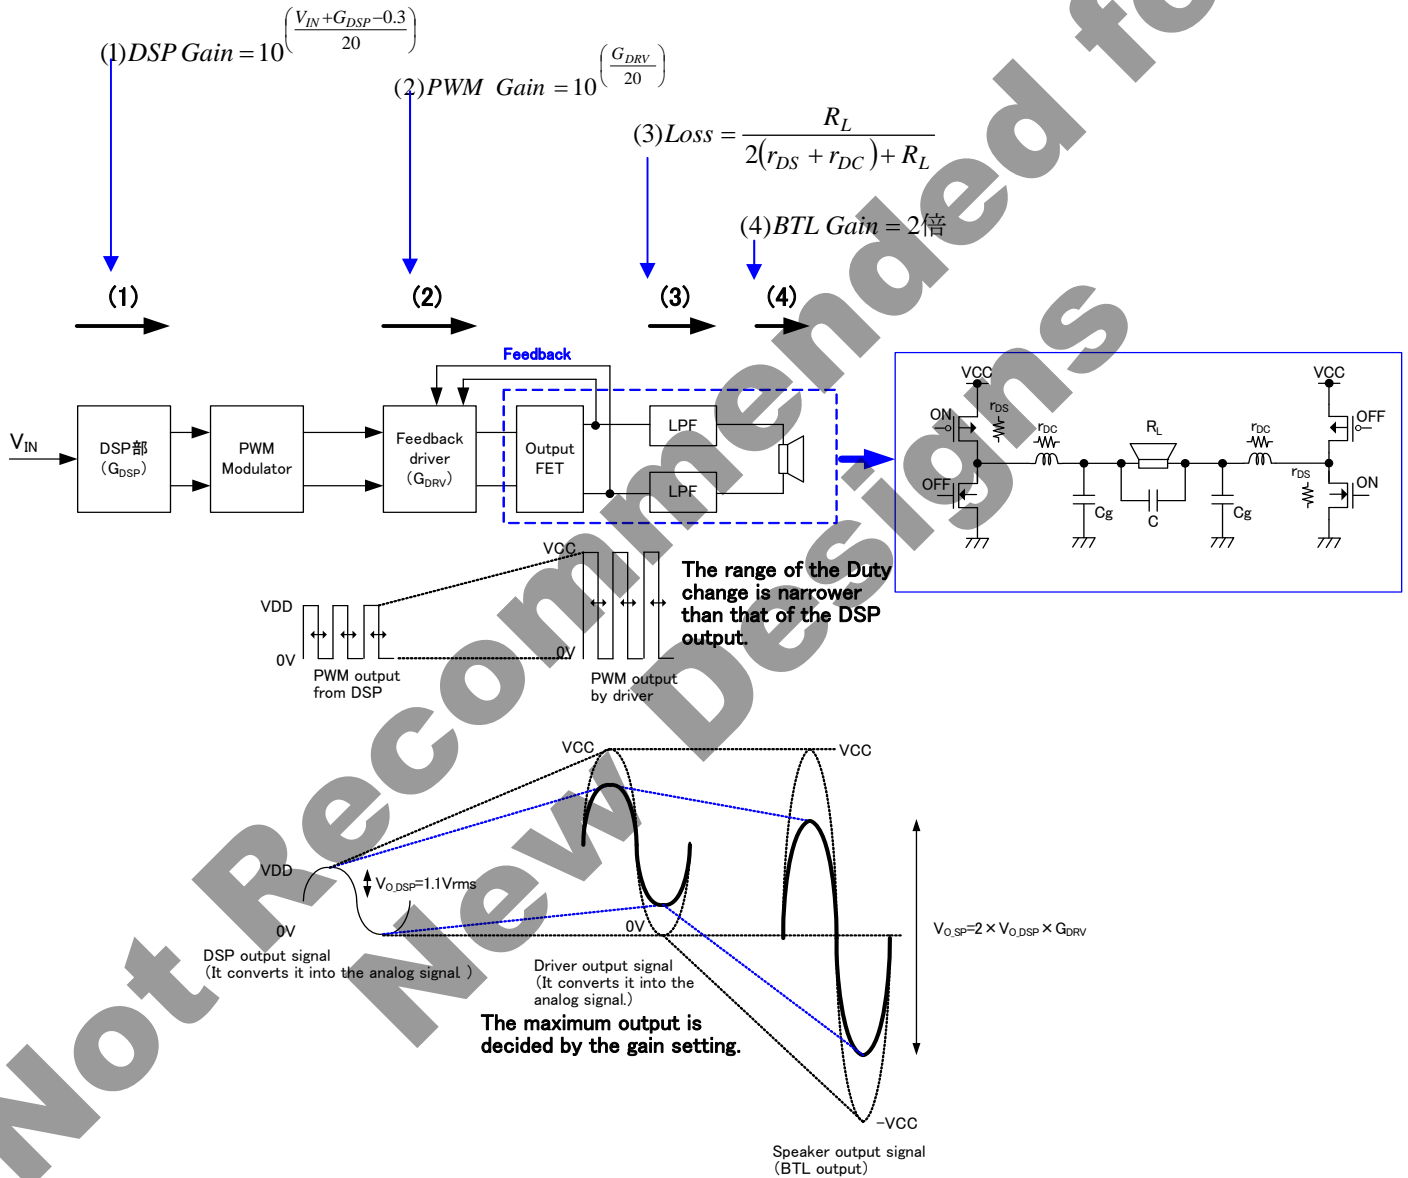 (1)DSP Gain = 10^((V_IN+G_DSP−0.3)/20)
(2)PWM Gain = 10^(G_DRV/20)
(3)Loss = R_L/(2(r_DS + r_DC) + R_L)
(4)BTL Gain = 2倍
(1)
(2)
(3)
(4)
Feedback
V_IN
DSP部
(G_DSP)
PWM
Modulator
Feedback
driver
(G_DRV)
Output
FET
LPF
LPF
VCC
VCC
ON
r_DS
OFF
r_DC
R_L
r_DC
OFF
r_DS
ON
Cg
C
Cg
VCC
VDD
0V
0V
PWM output
from DSP
PWM output
by driver
The range of the Duty
change is narrower
than that of the DSP
output.
VCC
VCC
VDD
V_O_DSP=1.1Vrms
0V
0V
V_O_SP=2×V_O_DSP×G_DRV
DSP output signal
(It converts it into the analog signal. )
Driver output signal
(It converts it into the
analog signal.)
The maximum output is
decided by the gain setting.
-VCC
Speaker output signal
(BTL output)
Not Recommended fo
New Designs